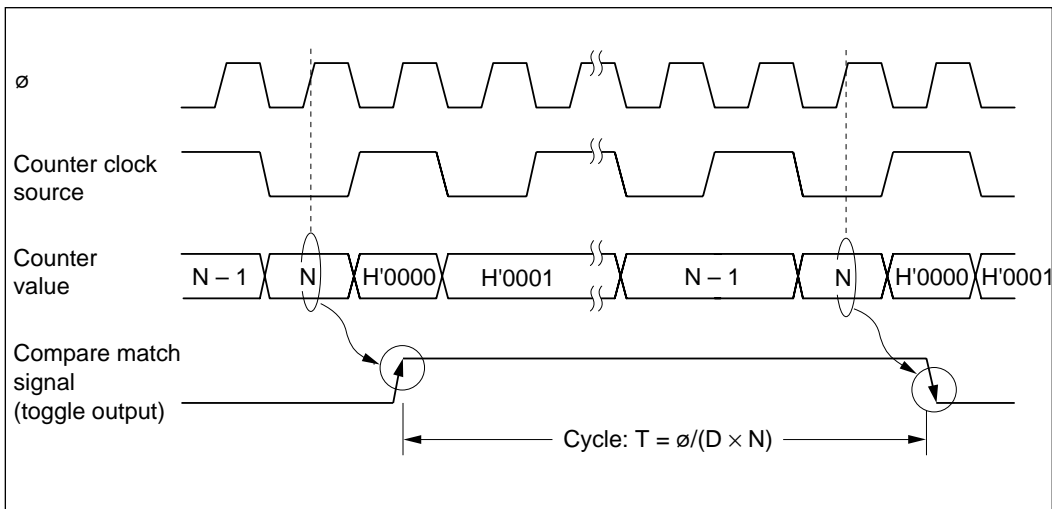 ø
Counter clock
source
Counter
value
N – 1 N H'0000 H'0001 N – 1 N H'0000 H'0001
Compare match
signal
(toggle output)
Cycle: T = ø/(D × N)